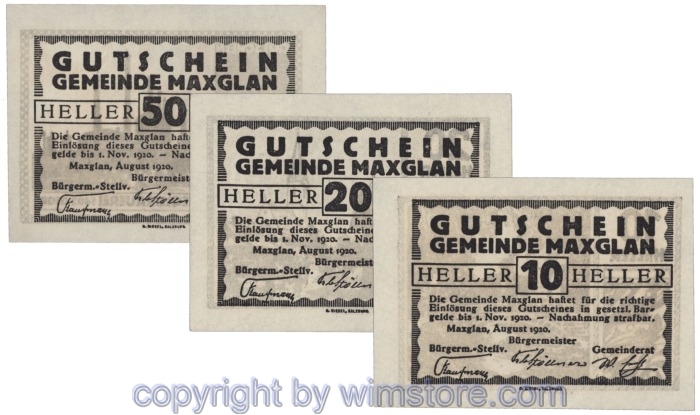 GUTSCHEIN
GEMEINDE MAXGLAN
HELLER 50
Die Gemeinde Maxglan haftet
Einlösung dieses Gutscheine
gelde bis 1. Nov. 1920. – Nac
Maxglan, August 1920.
Bürgermeister
Bürgerm.-Stellv.
GUTSCHEIN
GEMEINDE MAXGLAN
HELLER 20
Die Gemeinde Maxglan haftet
Einlösung dieses Gutscheine
gelde bis 1. Nov. 1920. – Nac
Maxglan, August 1920.
Bürgermeister
Bürgerm.-Stellv.
GUTSCHEIN
GEMEINDE MAXGLAN
HELLER 10 HELLER
Die Gemeinde Maxglan haftet für die richtige
Einlösung dieses Gutscheines in gesetzl. Bar-
gelde bis 1. Nov. 1920. – Nachahmung strafbar.
Maxglan, August 1920.
Bürgermeister
Bürgerm.-Stellv. Gemeinderat
copyright by wimstore.com